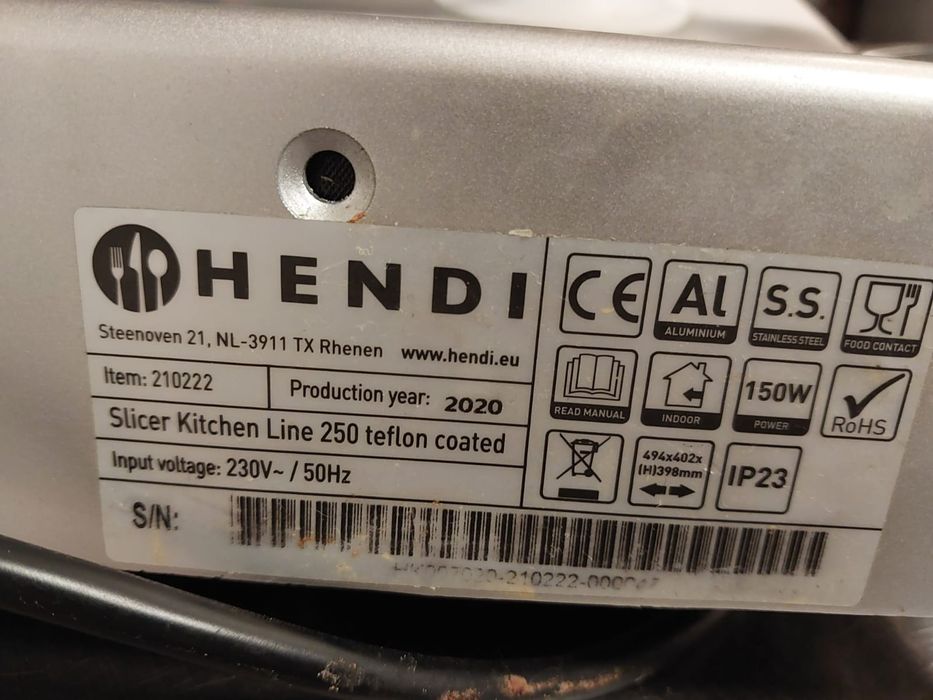 HENDI
Steenoven 21, NL-3911 TX Rhenen www.hendi.eu
Item: 210222
Production year: 2020
Slicer Kitchen Line 250 teflon coated
Input voltage: 230V~ / 50Hz
CE
AL
ALUMINIUM
S.S.
STAINLESS STEEL
FOOD CONTACT
READ MANUAL
INDOOR
150W
POWER
RoHS
494x402x
(H)398mm
IP23
S/N: